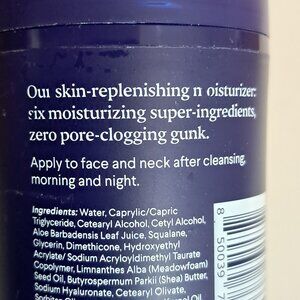 Our skin-replenishing moisturizer:
six moisturizing super-ingredients,
zero pore-clogging gunk.
Apply to face and neck after cleansing,
morning and night.
Ingredients: Water, Caprylic/Capric
Triglyceride, Cetearyl Alcohol, Cetyl Alcohol,
Aloe Barbadensis Leaf Juice, Squalane,
Glycerin, Dimethicone, Hydroxyethyl
Acrylate/ Sodium Acryloyldimethyl Taurate
Copolymer, Limnanthes Alba (Meadowfoam)
Seed Oil, Butyrospermum Parkii (Shea) Butter,
Sodium Hyaluronate, Cetearyl Olivate,
Sorbitan
8 50039